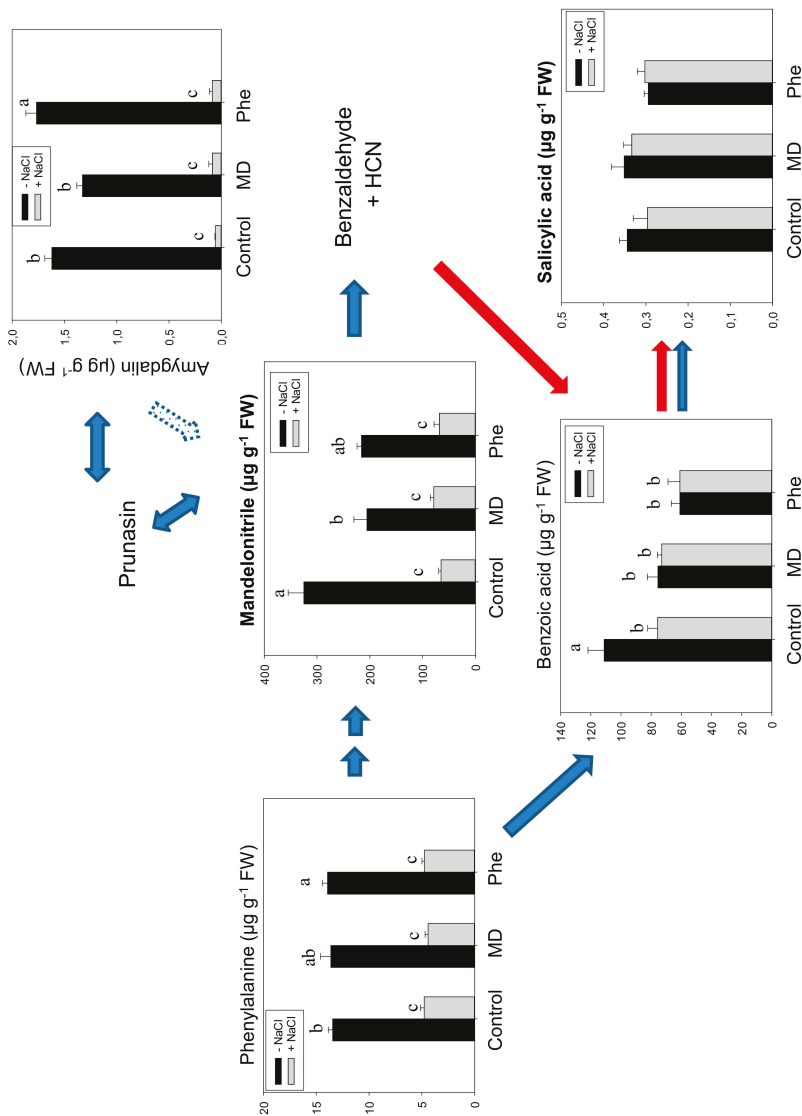 Phenylalanine (µg g-1 FW)
- NaCl
+ NaCl
20
15
10
5
0
b
c
ab
c
a
c
Control
MD
Phe
Prunasin
Mandelonitrile (µg g-1 FW)
- NaCl
+ NaCl
400
300
200
100
0
a
c
b
c
ab
c
Control
MD
Phe
Amygdalin (µg g-1 FW)
- NaCl
+ NaCl
2,0
1,5
1,0
0,5
0,0
b
c
b
c
a
c
Control
MD
Phe
Benzaldehyde
+ HCN
Benzoic acid (µg g-1 FW)
- NaCl
+NaCl
140
120
100
80
60
40
20
0
a
b
b
b
b
b
Control
MD
Phe
Salicylic acid (µg g-1 FW)
- NaCl
+ NaCl
0,5
0,4
0,3
0,2
0,1
0,0
Control
MD
Phe